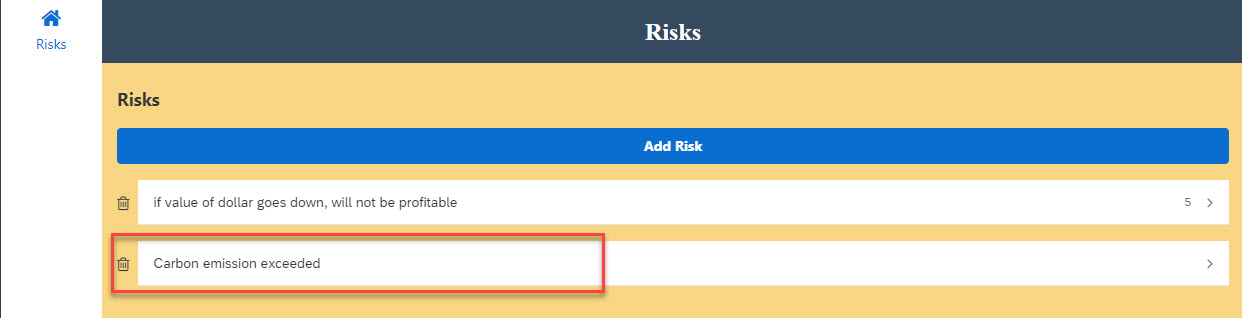 Risks
Risks
Risks
Add Risk
if value of dollar goes down, will not be profitable 5
Carbon emission exceeded